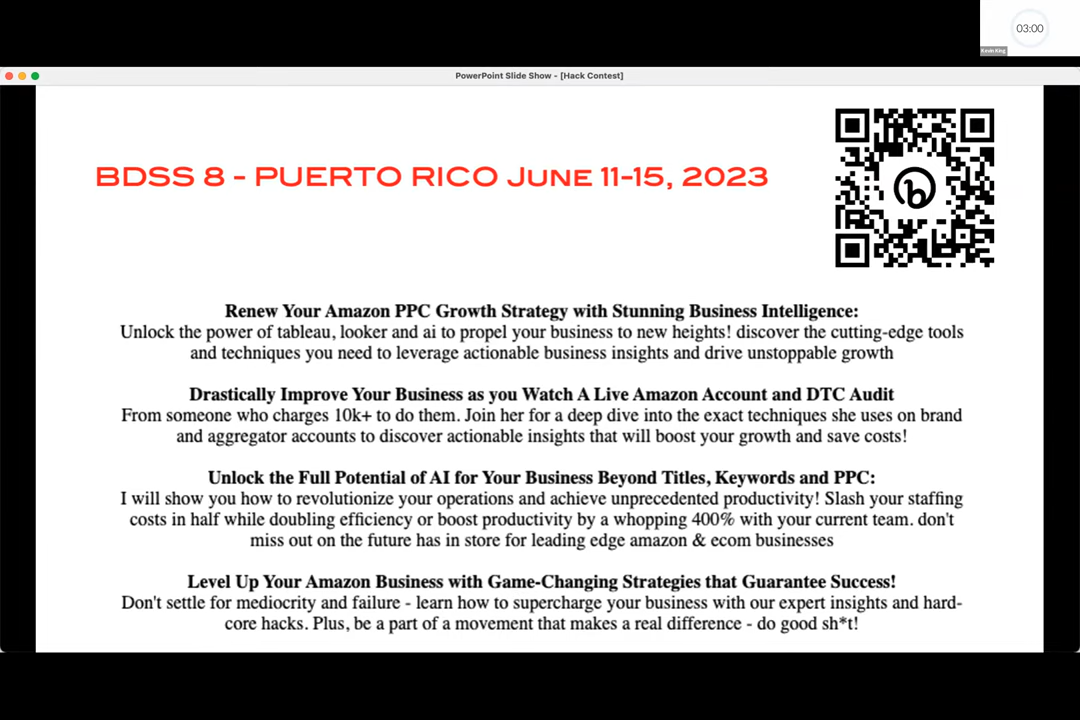 03:00
Kevin King
PowerPoint Slide Show - [Hack Contest]
BDSS 8 - PUERTO RICO JUNE 11-15, 2023
b
Renew Your Amazon PPC Growth Strategy with Stunning Business Intelligence:
Unlock the power of tableau, looker and ai to propel your business to new heights! discover the cutting-edge tools
and techniques you need to leverage actionable business insights and drive unstoppable growth
Drastically Improve Your Business as you Watch A Live Amazon Account and DTC Audit
From someone who charges 10k+ to do them. Join her for a deep dive into the exact techniques she uses on brand
and aggregator accounts to discover actionable insights that will boost your growth and save costs!
Unlock the Full Potential of AI for Your Business Beyond Titles, Keywords and PPC:
I will show you how to revolutionize your operations and achieve unprecedented productivity! Slash your staffing
costs in half while doubling efficiency or boost productivity by a whopping 400% with your current team. don't
miss out on the future has in store for leading edge amazon & ecom businesses
Level Up Your Amazon Business with Game-Changing Strategies that Guarantee Success!
Don't settle for mediocrity and failure - learn how to supercharge your business with our expert insights and hard-
core hacks. Plus, be a part of a movement that makes a real difference - do good sh*t!